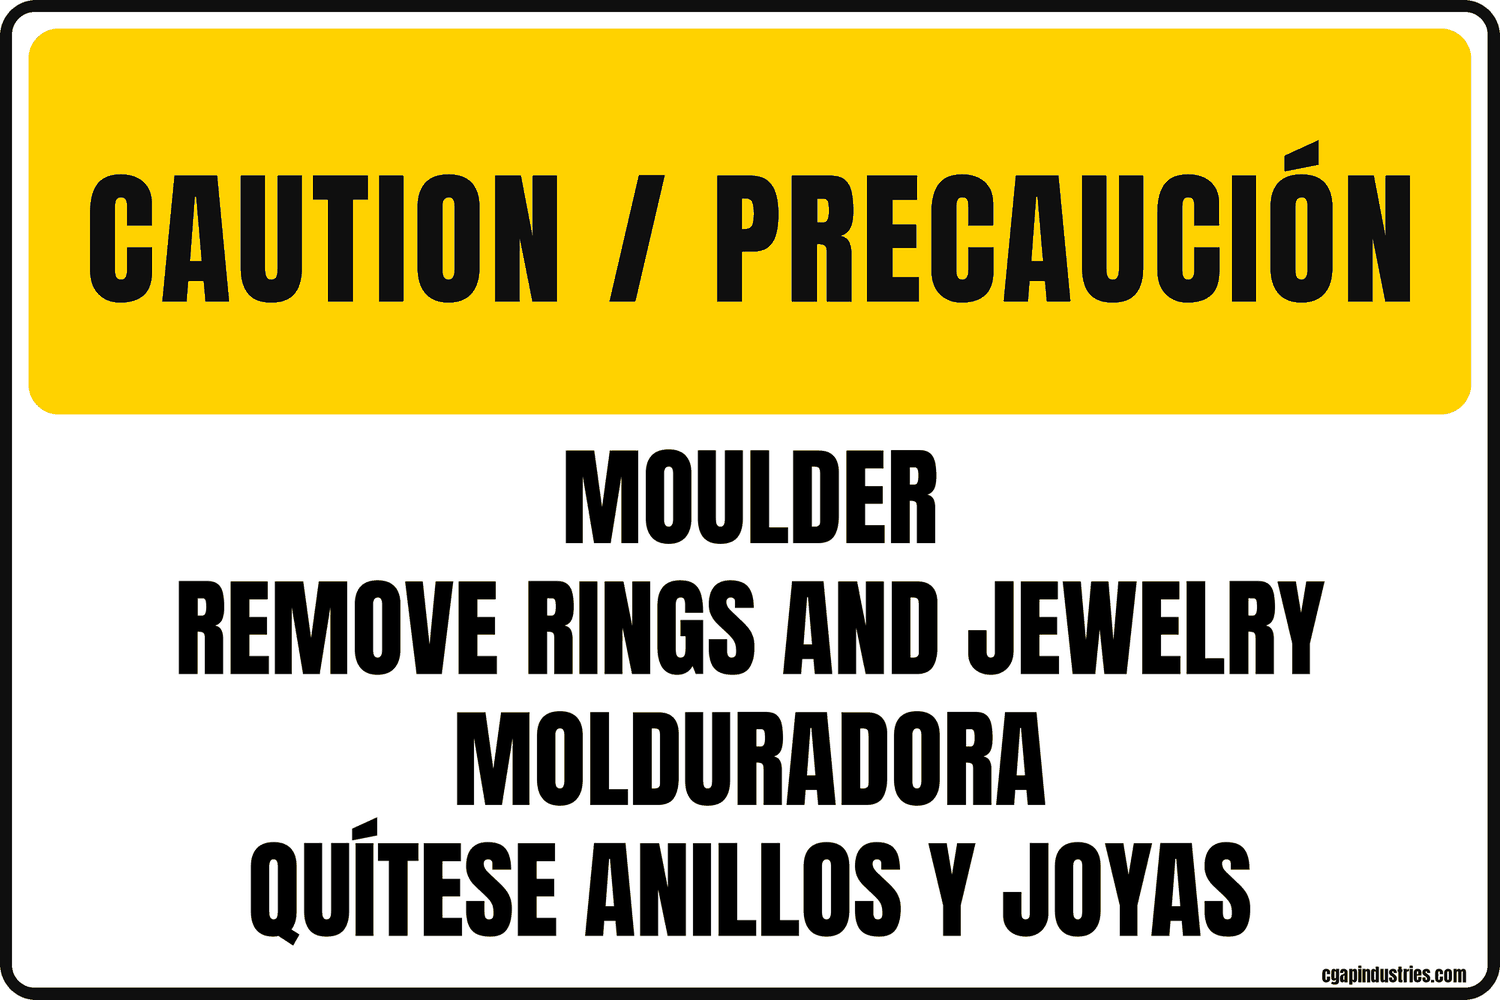 CAUTION / PRECAUCIÓN
MOULDER
REMOVE RINGS AND JEWELRY
MOLDURADORA
QUÍTESE ANILLOS Y JOYAS
cgapindustries.com